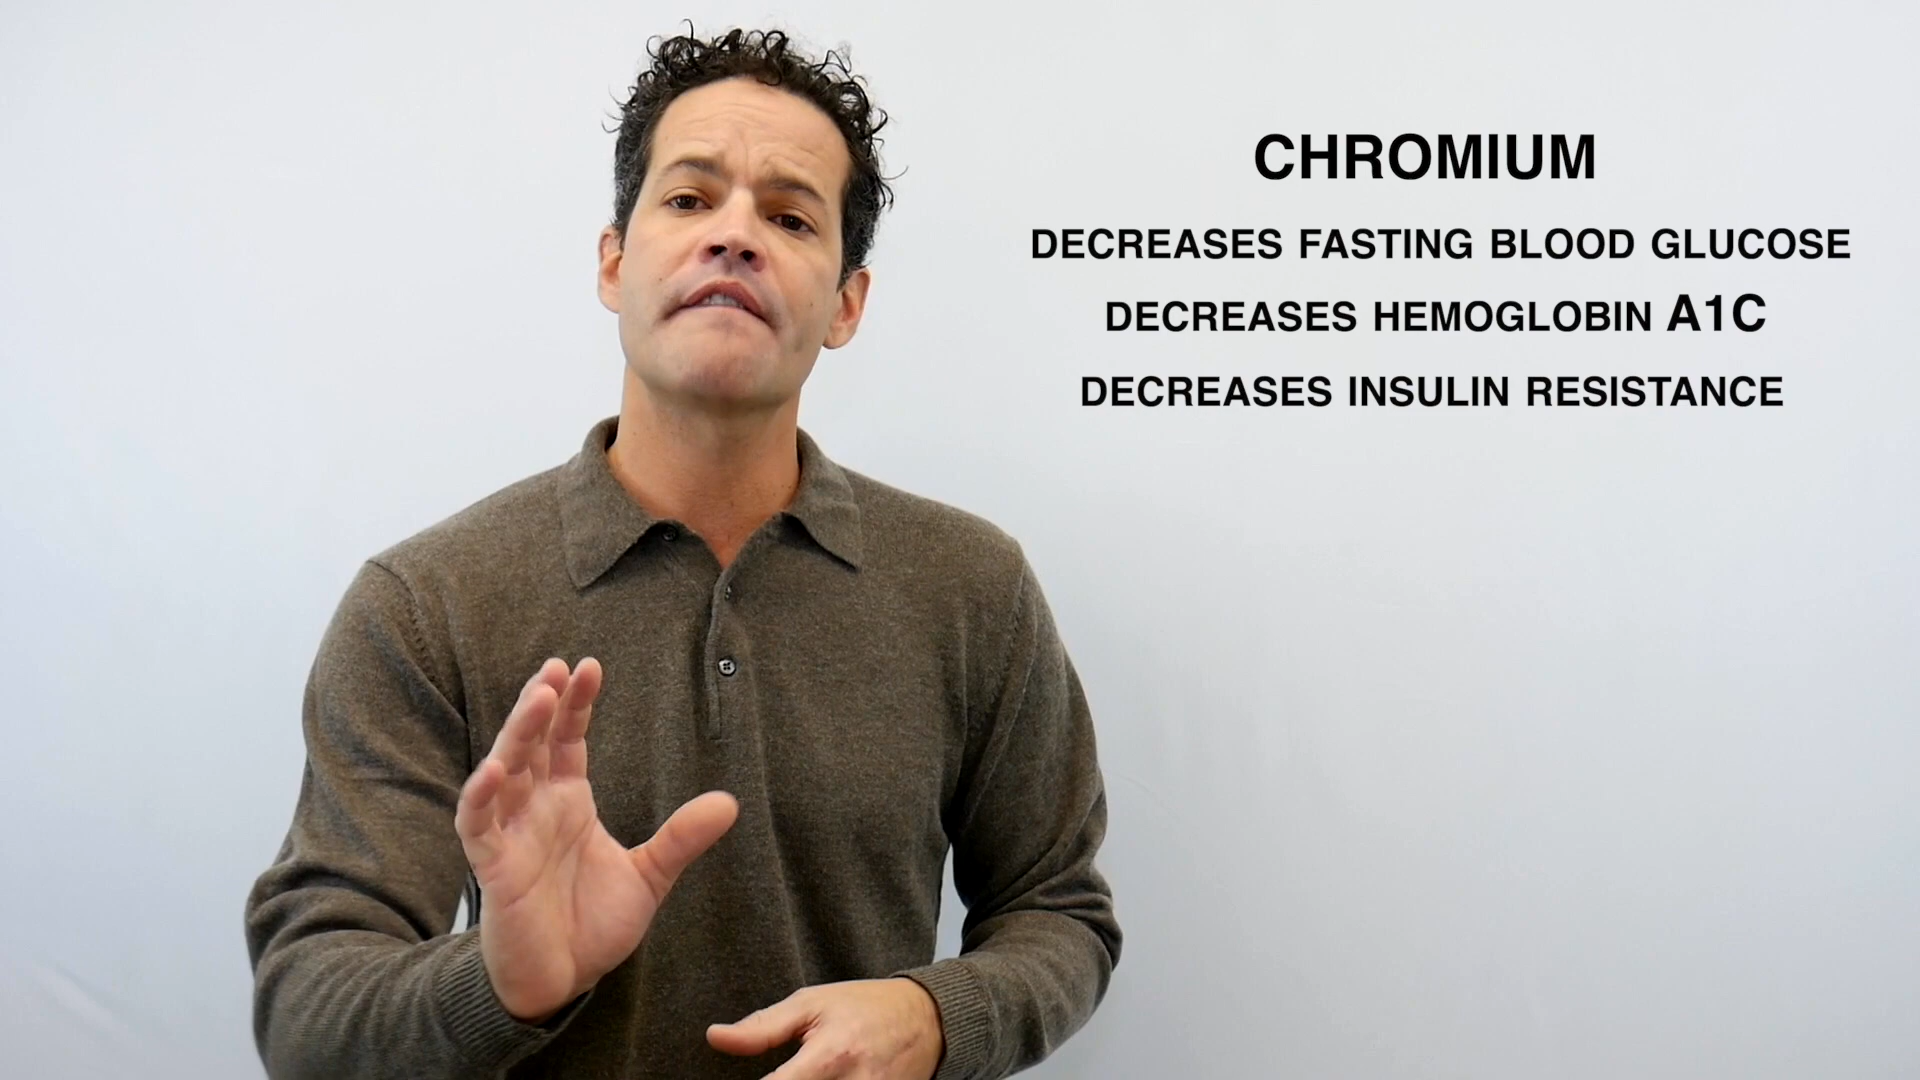 CHROMIUM
DECREASES FASTING BLOOD GLUCOSE
DECREASES HEMOGLOBIN A1C
DECREASES INSULIN RESISTANCE